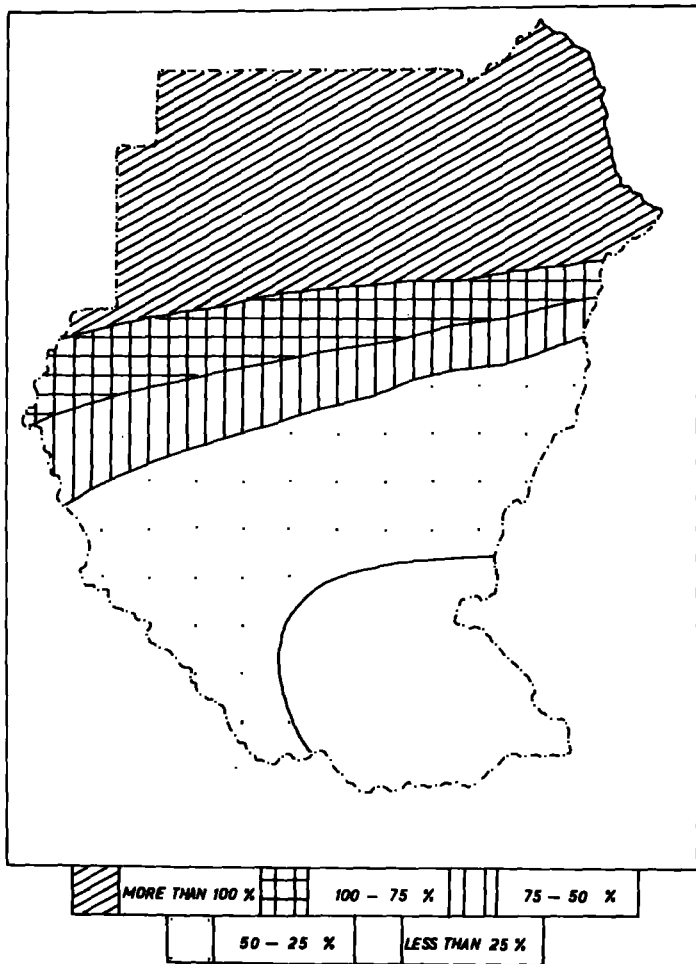 MORE THAN 100 % 100 – 75 % 75 – 50 %
50 – 25 % LESS THAN 25 %